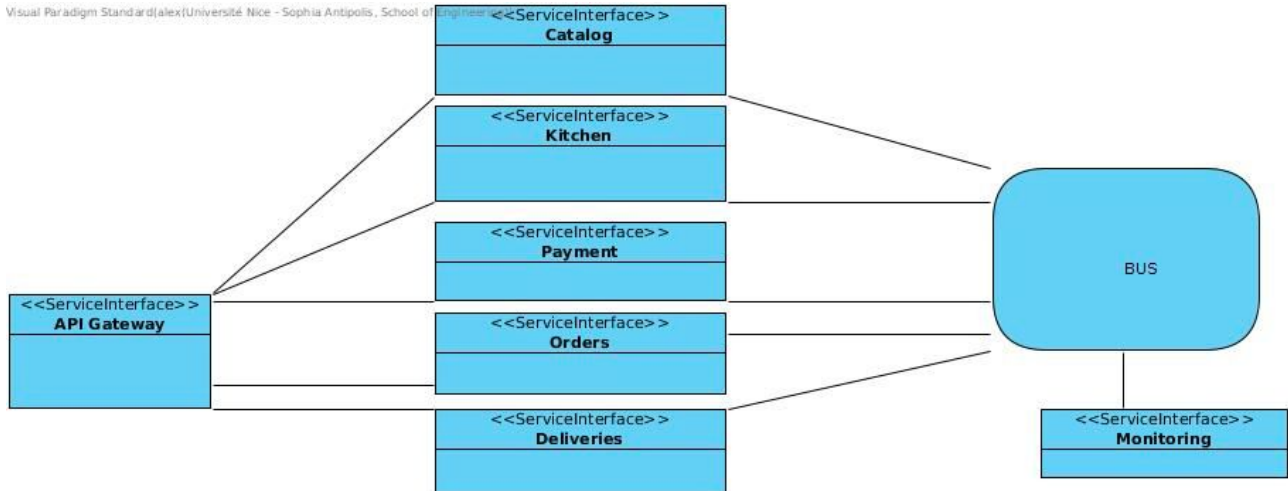 Visual Paradigm Standard(alex(Université Nice - Sophia Antipolis, School of
<<ServiceInterface>>
Catalog
<<ServiceInterface>>
Kitchen
<<ServiceInterface>>
Payment
<<ServiceInterface>>
API Gateway
<<ServiceInterface>>
Orders
<<ServiceInterface>>
Deliveries
BUS
<<ServiceInterface>>
Monitoring